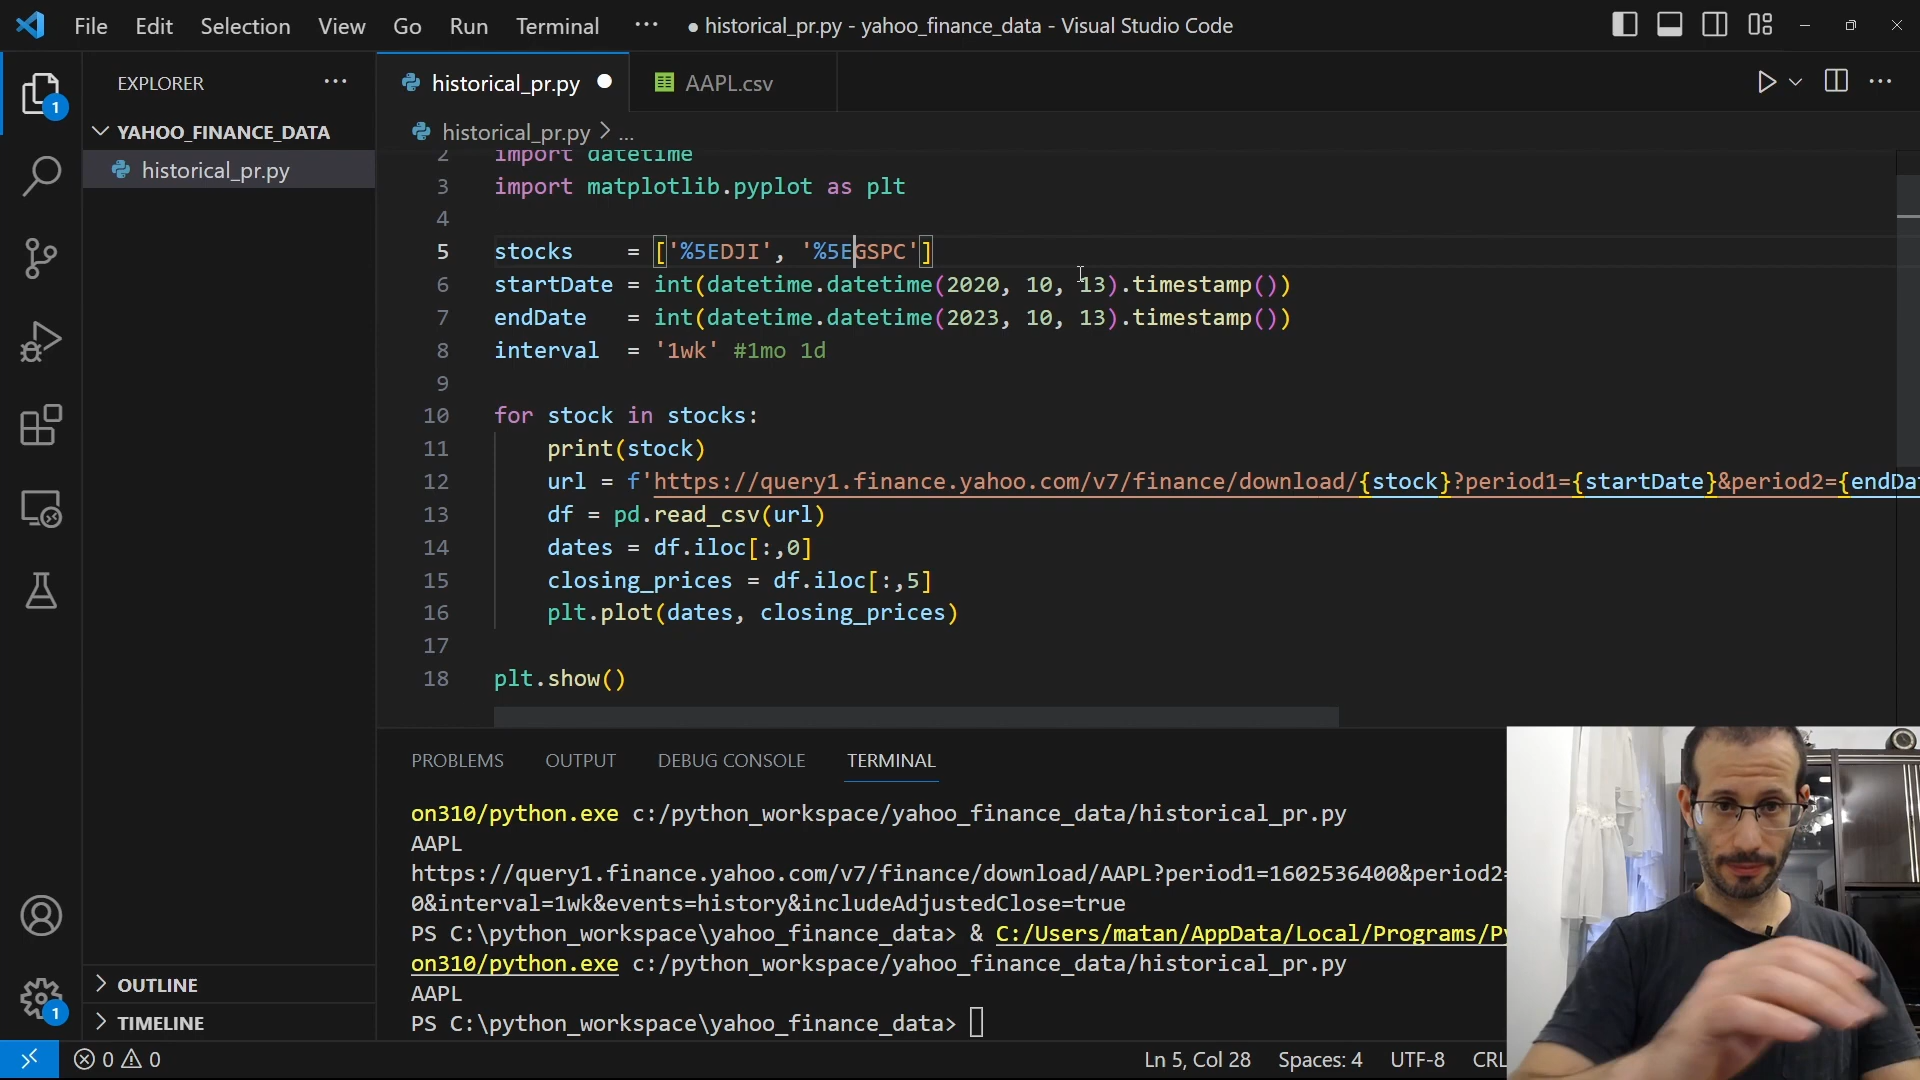 File Edit Selection View Go Run Terminal ··· ● historical_pr.py - yahoo_finance_data - Visual Studio Code
EXPLORER ···
historical_pr.py ●
AAPL.csv
1
YAHOO_FINANCE_DATA
historical_pr.py > ...
historical_pr.py
2 import datetime
3 import matplotlib.pyplot as plt
4
5 stocks = ['%5EDJI', '%5EGSPC']
6 startDate = int(datetime.datetime(2020, 10, 13).timestamp())
7 endDate = int(datetime.datetime(2023, 10, 13).timestamp())
8 interval = '1wk' #1mo 1d
9
10 for stock in stocks:
11 print(stock)
12 url = f'https://query1.finance.yahoo.com/v7/finance/download/{stock}?period1={startDate}&period2={endDa
13 df = pd.read_csv(url)
14 dates = df.iloc[:,0]
15 closing_prices = df.iloc[:,5]
16 plt.plot(dates, closing_prices)
17
18 plt.show()
PROBLEMS OUTPUT DEBUG CONSOLE TERMINAL
on310/python.exe c:/python_workspace/yahoo_finance_data/historical_pr.py
AAPL
https://query1.finance.yahoo.com/v7/finance/download/AAPL?period1=1602536400&period2=
0&interval=1wk&events=history&includeAdjustedClose=true
PS C:\python_workspace\yahoo_finance_data> & C:/Users/matan/AppData/Local/Programs/Py
on310/python.exe c:/python_workspace/yahoo_finance_data/historical_pr.py
AAPL
PS C:\python_workspace\yahoo_finance_data>
OUTLINE
TIMELINE
1
0 0
Ln 5, Col 28 Spaces: 4 UTF-8 CRL